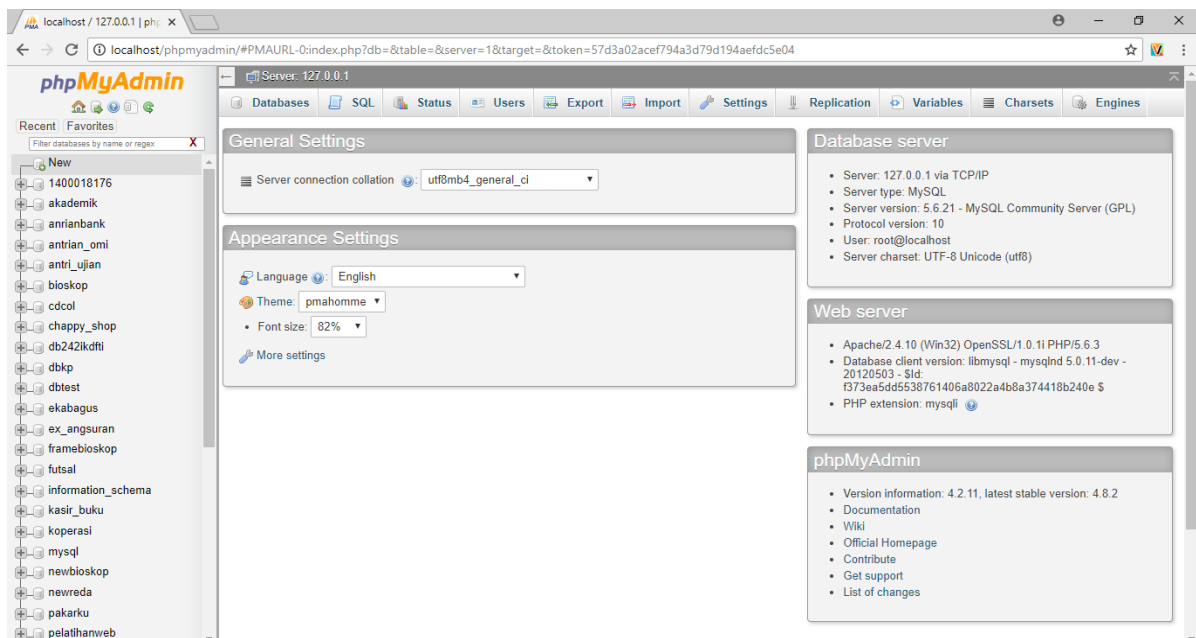 localhost / 127.0.0.1 | php
localhost/phpmyadmin/#PMAURL-0:index.php?db=&table=&server=1&target=&token=57d3a02acef794a3d79d194aefdc5e04
phpMyAdmin
Recent Favorites
Filter databases by name or regex X
New
1400018176
akademik
anrianbank
antrian_omi
antri_ujian
bioskop
cdcol
chappy_shop
db242ikdfti
dbkp
dbtest
ekabagus
ex_angsuran
framebioskop
futsal
information_schema
kasir_buku
koperasi
mysql
newbioskop
newreda
pakarku
pelatihanweb
Server: 127.0.0.1
Databases SQL Status Users Export Import Settings Replication Variables Charsets Engines
General Settings
Server connection collation : utf8mb4_general_ci
Appearance Settings
Language : English
Theme: pmahomme
• Font size: 82%
More settings
Database server
• Server: 127.0.0.1 via TCP/IP
• Server type: MySQL
• Server version: 5.6.21 - MySQL Community Server (GPL)
• Protocol version: 10
• User: root@localhost
• Server charset: UTF-8 Unicode (utf8)
Web server
• Apache/2.4.10 (Win32) OpenSSL/1.0.1i PHP/5.6.3
• Database client version: libmysql - mysqlnd 5.0.11-dev -
20120503 - $Id:
f373ea5dd5538761406a8022a4b8a374418b240e $
• PHP extension: mysqli
phpMyAdmin
• Version information: 4.2.11, latest stable version: 4.8.2
• Documentation
• Wiki
• Official Homepage
• Contribute
• Get support
• List of changes